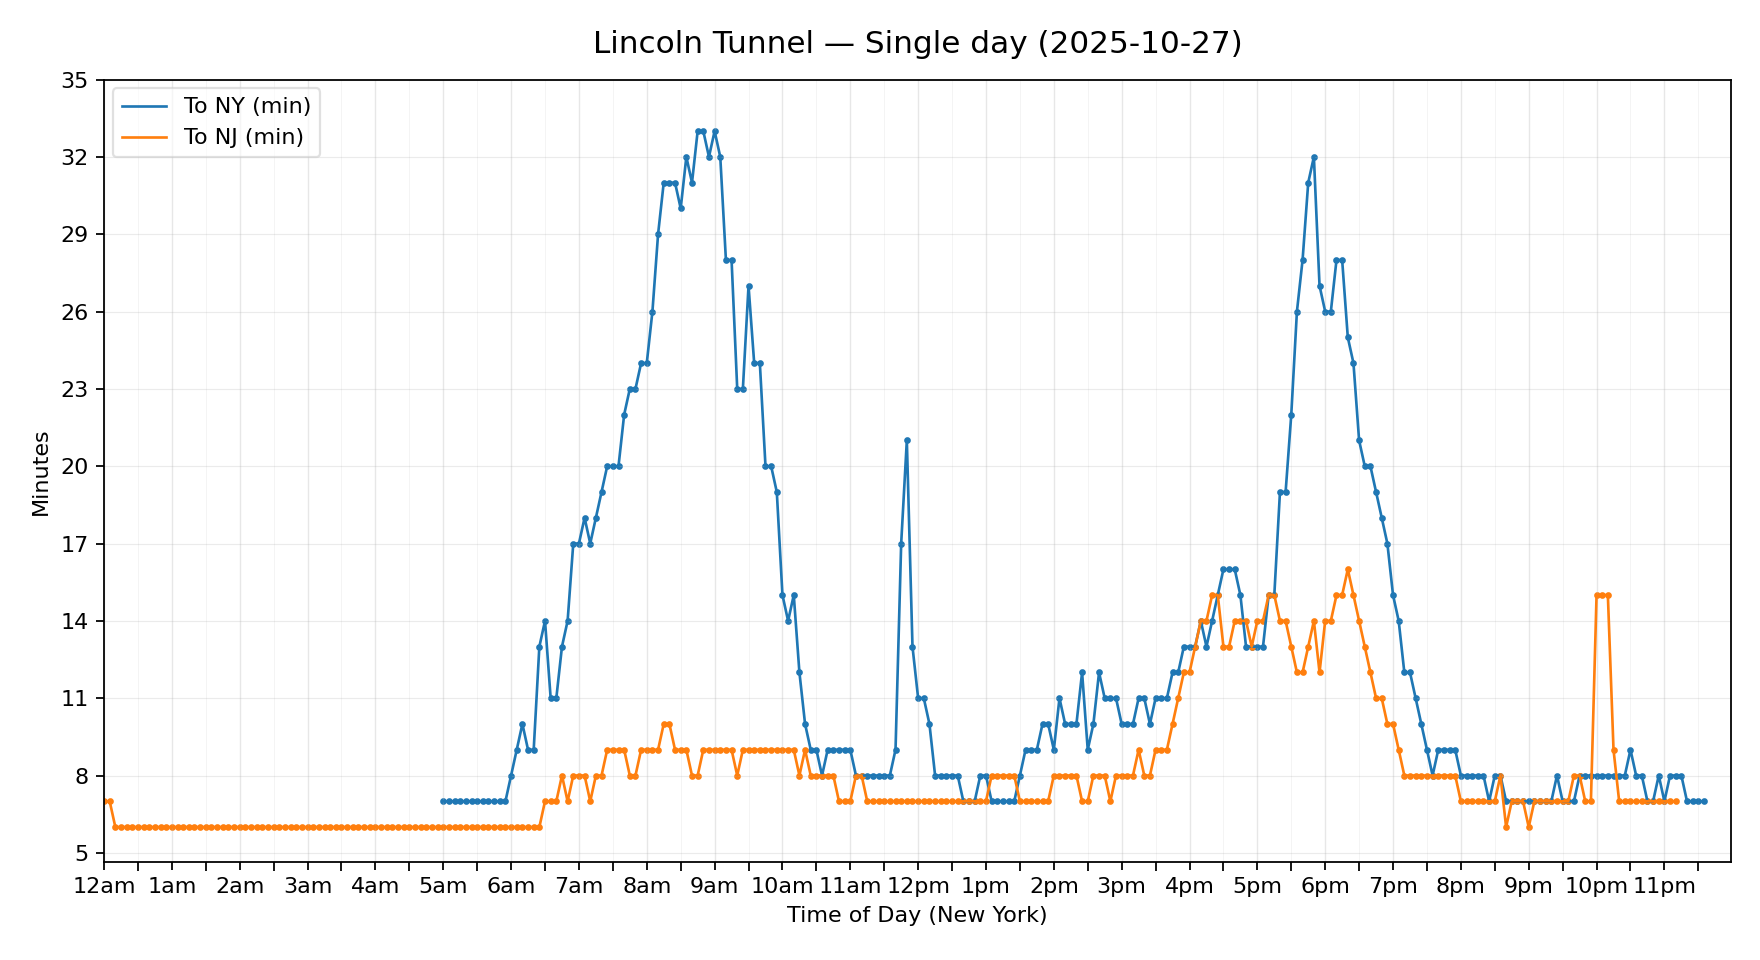 Lincoln Tunnel — Single day (2025-10-27)
To NY (min)
To NJ (min)
35
32
29
26
23
20
17
14
11
8
5
Minutes
12am 1am 2am 3am 4am 5am 6am 7am 8am 9am 10am 11am 12pm 1pm 2pm 3pm 4pm 5pm 6pm 7pm 8pm 9pm 10pm 11pm
Time of Day (New York)